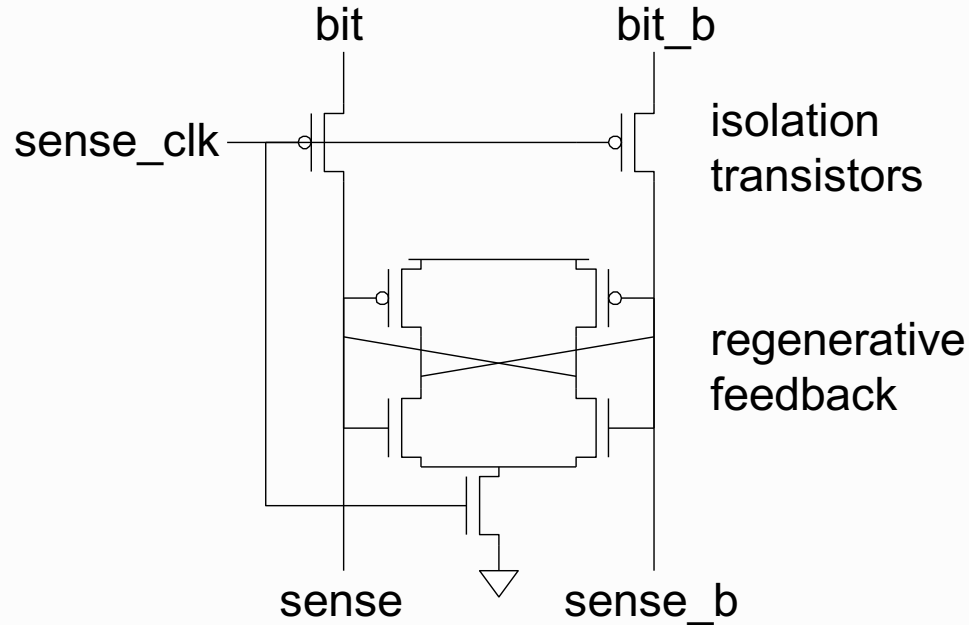 bit
bit_b
sense_clk
isolation
transistors
regenerative
feedback
sense
sense_b